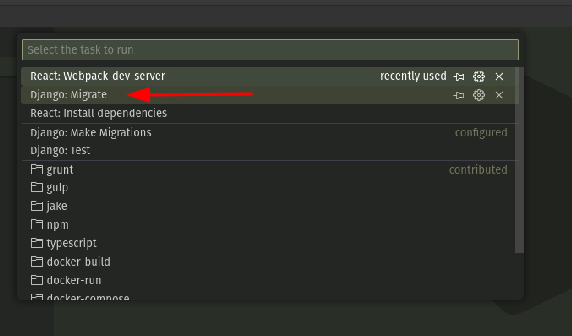 Select the task to run
React: Webpack dev server recently used
Django: Migrate
React: Install dependencies
Django: Make Migrations configured
Django: Test
grunt contributed
gulp
jake
npm
typescript
docker-build
docker-run
docker-compose